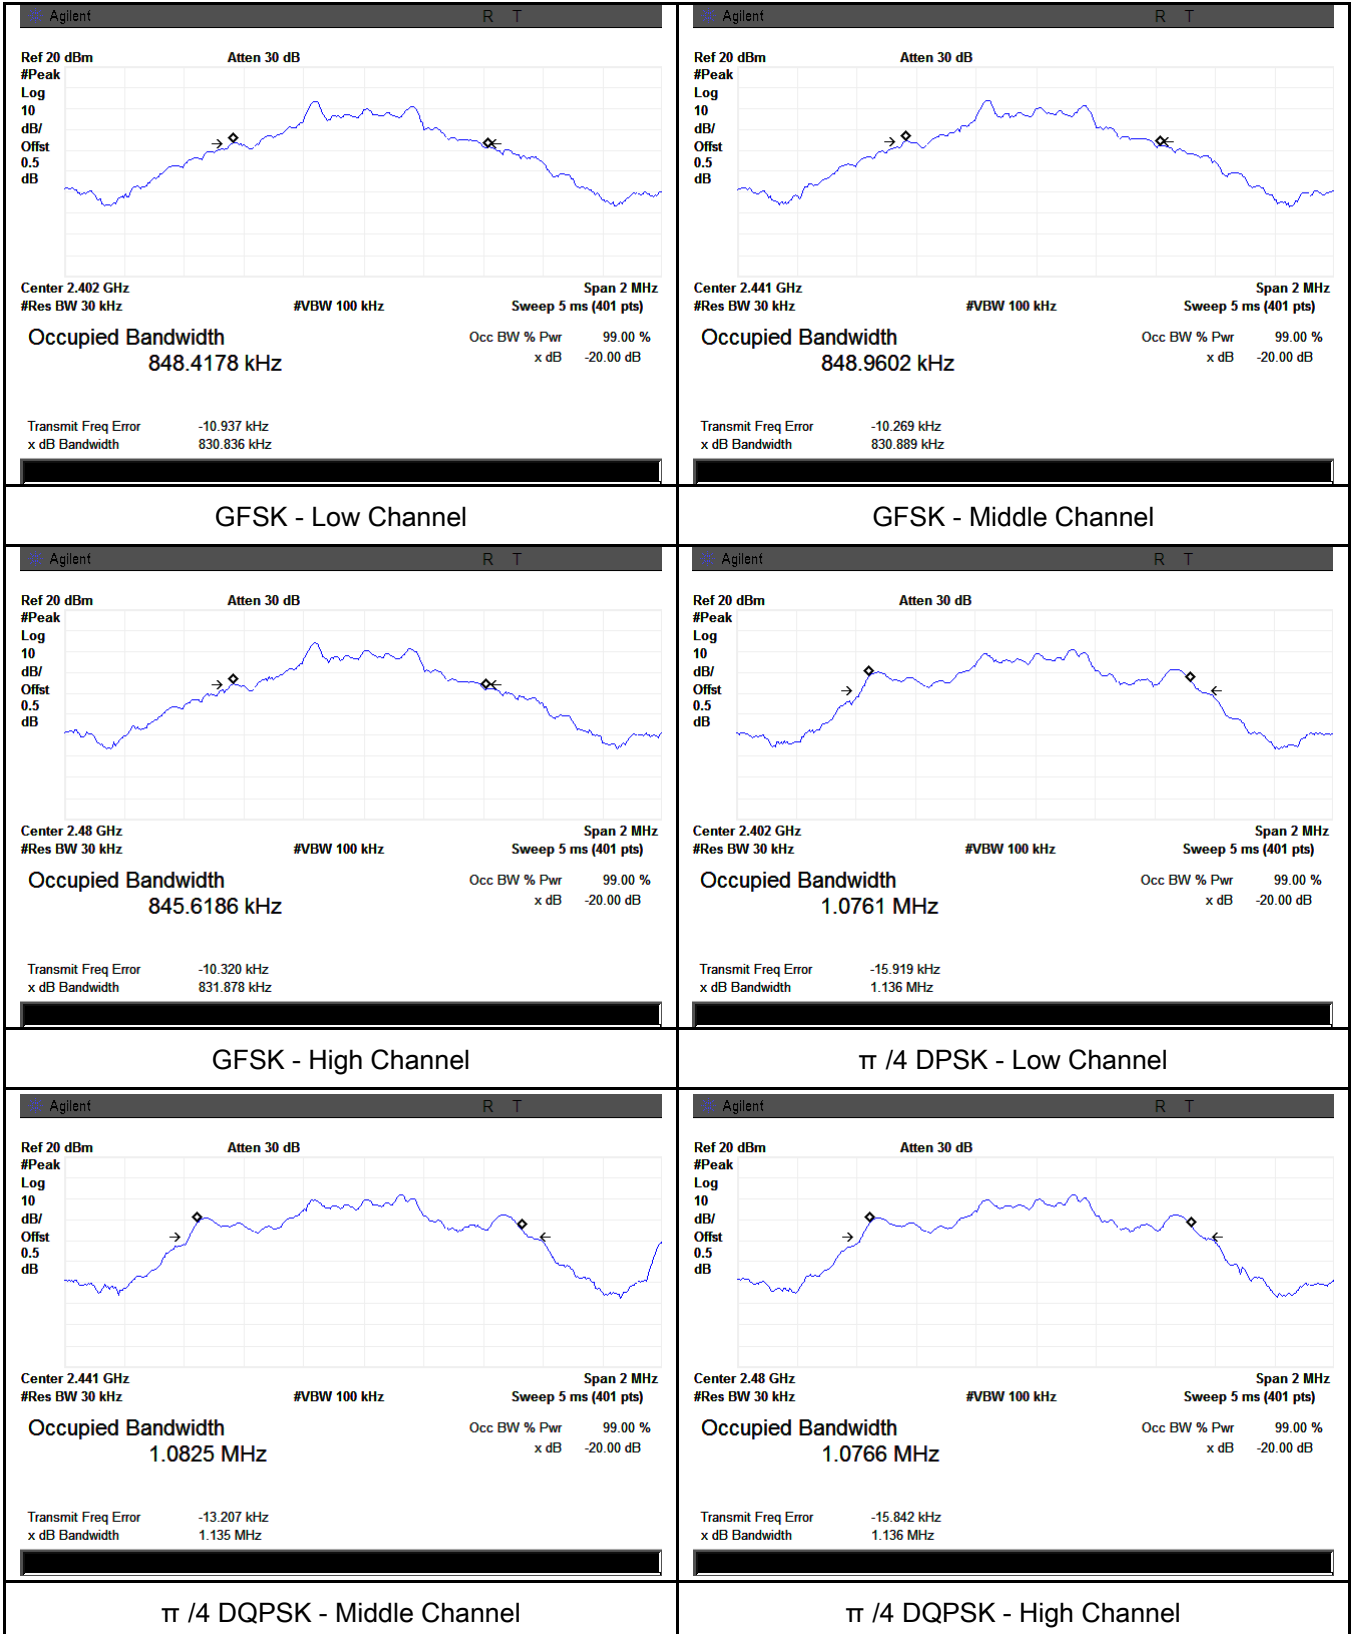 Agilent R T
Ref 20 dBm Atten 30 dB
#Peak
Log
10
dB/
Offst
0.5
dB
Center 2.402 GHz Span 2 MHz
#Res BW 30 kHz #VBW 100 kHz Sweep 5 ms (401 pts)
Occupied Bandwidth Occ BW % Pwr 99.00 %
848.4178 kHz x dB -20.00 dB
Transmit Freq Error -10.937 kHz
x dB Bandwidth 830.836 kHz
GFSK - Low Channel
Agilent R T
Ref 20 dBm Atten 30 dB
#Peak
Log
10
dB/
Offst
0.5
dB
Center 2.441 GHz Span 2 MHz
#Res BW 30 kHz #VBW 100 kHz Sweep 5 ms (401 pts)
Occupied Bandwidth Occ BW % Pwr 99.00 %
848.9602 kHz x dB -20.00 dB
Transmit Freq Error -10.269 kHz
x dB Bandwidth 830.889 kHz
GFSK - Middle Channel
Agilent R T
Ref 20 dBm Atten 30 dB
#Peak
Log
10
dB/
Offst
0.5
dB
Center 2.48 GHz Span 2 MHz
#Res BW 30 kHz #VBW 100 kHz Sweep 5 ms (401 pts)
Occupied Bandwidth Occ BW % Pwr 99.00 %
845.6186 kHz x dB -20.00 dB
Transmit Freq Error -10.320 kHz
x dB Bandwidth 831.878 kHz
GFSK - High Channel
Agilent R T
Ref 20 dBm Atten 30 dB
#Peak
Log
10
dB/
Offst
0.5
dB
Center 2.402 GHz Span 2 MHz
#Res BW 30 kHz #VBW 100 kHz Sweep 5 ms (401 pts)
Occupied Bandwidth Occ BW % Pwr 99.00 %
1.0761 MHz x dB -20.00 dB
Transmit Freq Error -15.919 kHz
x dB Bandwidth 1.136 MHz
π /4 DPSK - Low Channel
Agilent R T
Ref 20 dBm Atten 30 dB
#Peak
Log
10
dB/
Offst
0.5
dB
Center 2.441 GHz Span 2 MHz
#Res BW 30 kHz #VBW 100 kHz Sweep 5 ms (401 pts)
Occupied Bandwidth Occ BW % Pwr 99.00 %
1.0825 MHz x dB -20.00 dB
Transmit Freq Error -13.207 kHz
x dB Bandwidth 1.135 MHz
π /4 DQPSK - Middle Channel
Agilent R T
Ref 20 dBm Atten 30 dB
#Peak
Log
10
dB/
Offst
0.5
dB
Center 2.48 GHz Span 2 MHz
#Res BW 30 kHz #VBW 100 kHz Sweep 5 ms (401 pts)
Occupied Bandwidth Occ BW % Pwr 99.00 %
1.0766 MHz x dB -20.00 dB
Transmit Freq Error -15.842 kHz
x dB Bandwidth 1.136 MHz
π /4 DQPSK - High Channel